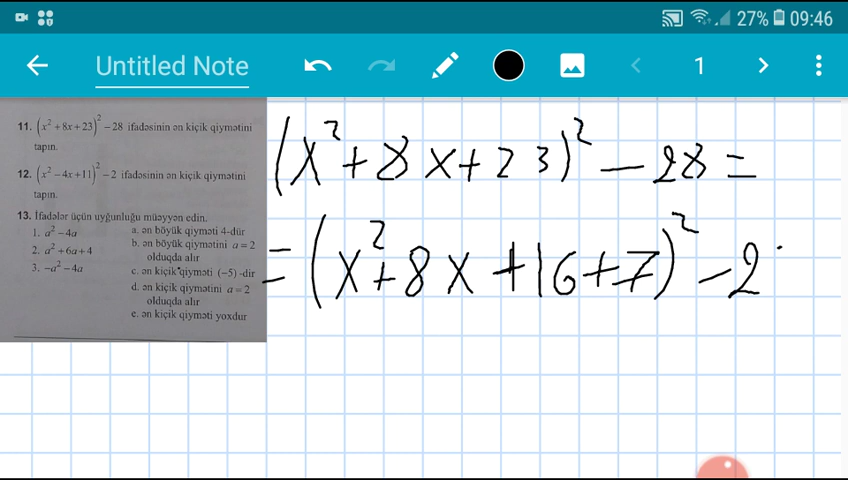 27% 09:46
Untitled Note 1
11. (x² + 8x + 23)² − 28 ifadəsinin ən kiçik qiymətini
tapın.
12. (x² − 4x + 11)² − 2 ifadəsinin ən kiçik qiymətini
tapın.
13. İfadələr üçün uyğunluğu müəyyən edin.
1. a² − 4a
2. a² + 6a + 4
3. −a² − 4a
a. ən böyük qiyməti 4-dür
b. ən böyük qiymətini a = 2
olduqda alır
c. ən kiçik qiyməti (−5) -dir
d. ən kiçik qiymətini a = 2
olduqda alır
e. ən kiçik qiyməti yoxdur
(x² + 8x + 23)² − 28 =
= (x² + 8x + 16 + 7)² − 2